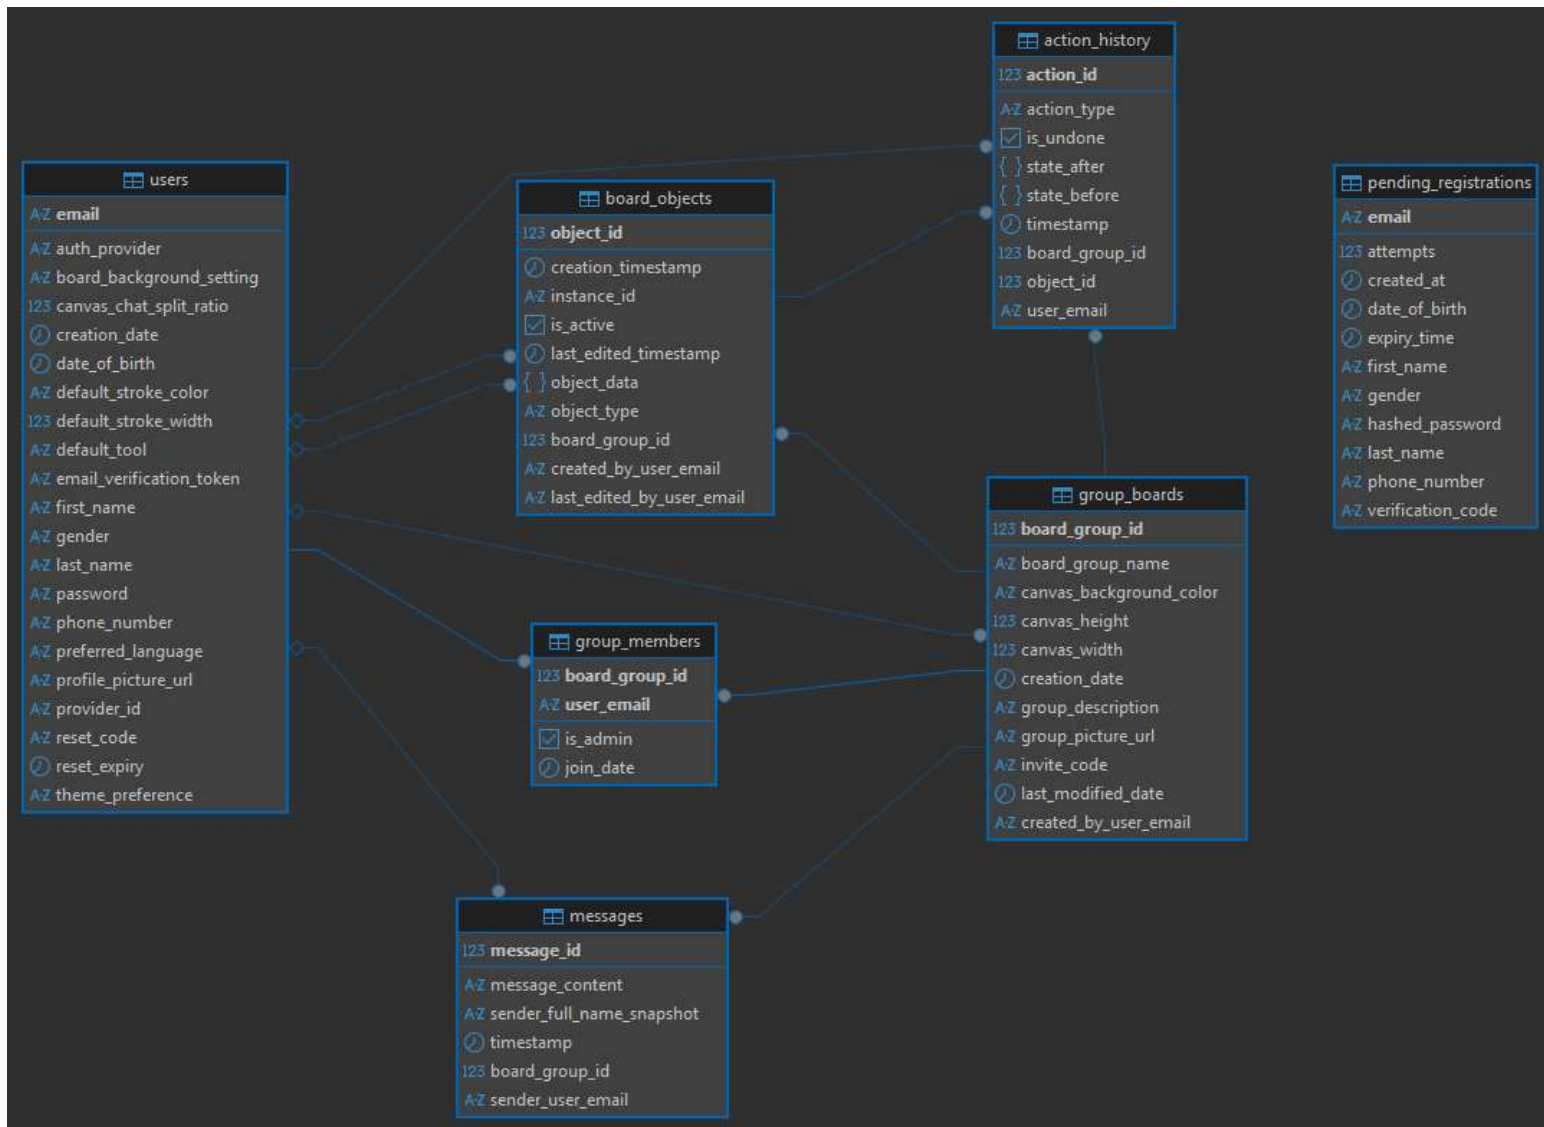 users
email
auth_provider
board_background_setting
canvas_chat_split_ratio
creation_date
date_of_birth
default_stroke_color
default_stroke_width
default_tool
email_verification_token
first_name
gender
last_name
password
phone_number
preferred_language
profile_picture_url
provider_id
reset_code
reset_expiry
theme_preference
board_objects
object_id
creation_timestamp
instance_id
is_active
last_edited_timestamp
object_data
object_type
board_group_id
created_by_user_email
last_edited_by_user_email
group_members
board_group_id
user_email
is_admin
join_date
messages
message_id
message_content
sender_full_name_snapshot
timestamp
board_group_id
sender_user_email
action_history
action_id
action_type
is_undone
state_after
state_before
timestamp
board_group_id
object_id
user_email
group_boards
board_group_id
board_group_name
canvas_background_color
canvas_height
canvas_width
creation_date
group_description
group_picture_url
invite_code
last_modified_date
created_by_user_email
pending_registrations
email
attempts
created_at
date_of_birth
expiry_time
first_name
gender
hashed_password
last_name
phone_number
verification_code